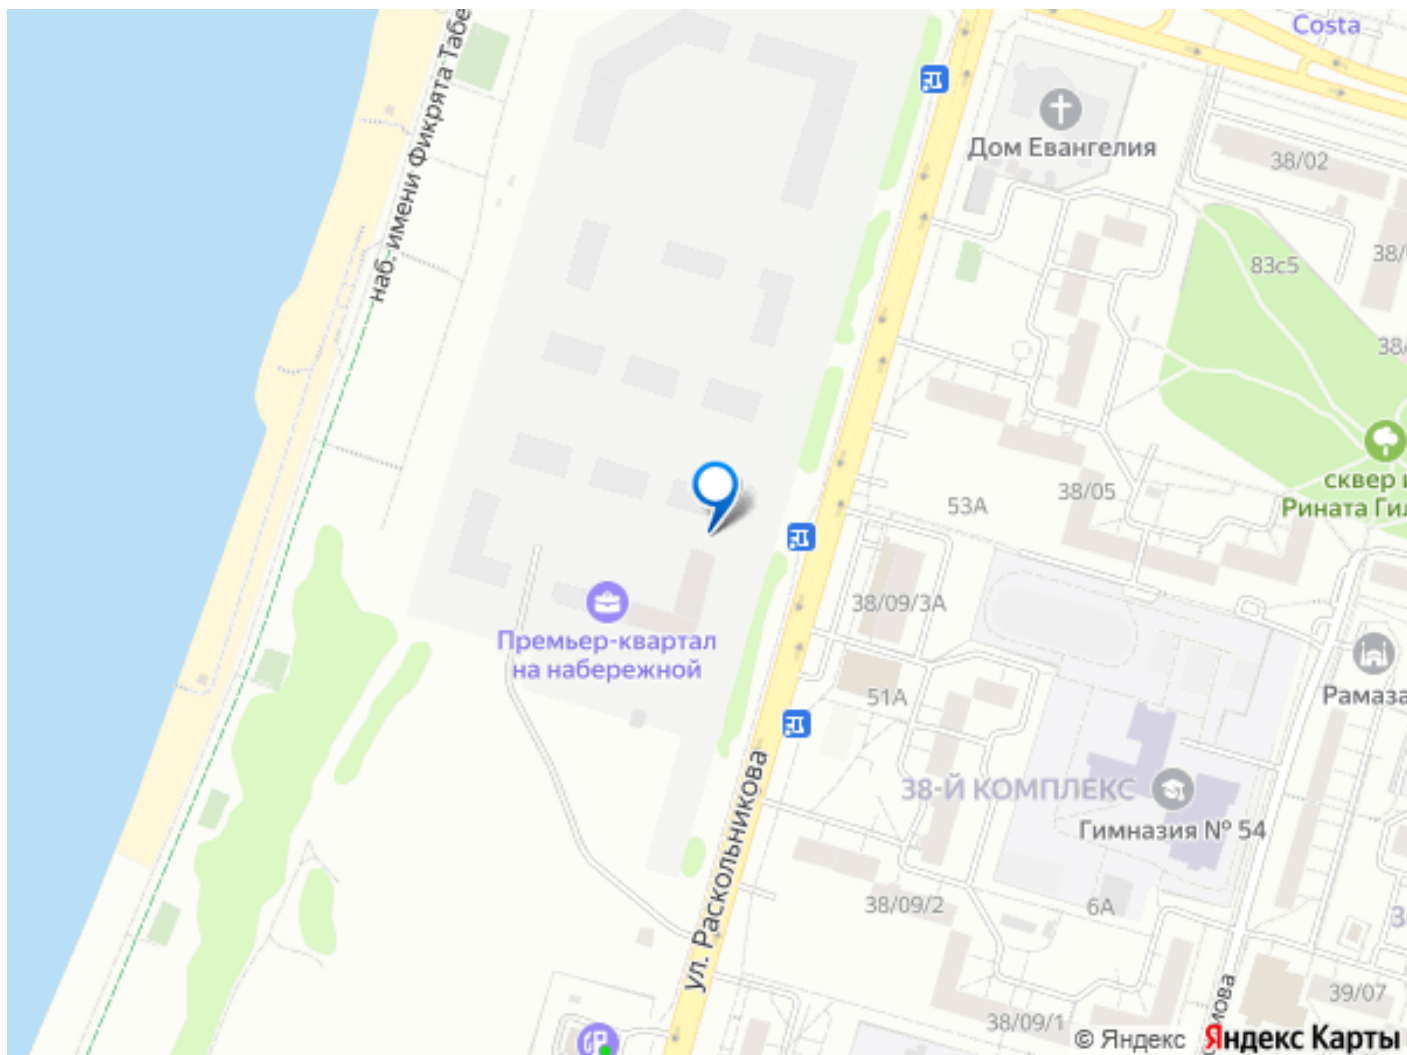 Costa
наб. имени Фикрята Табе
Дом Евангелия
38/02
83с5
38/
38/
сквер и
Рината Гил
38/05
53А
38/09/3А
Премьер-квартал
на набережной
51А
Рамаза
38-Й КОМПЛЕКС
Гимназия № 54
ул. Раскольникова
38/09/2
6А
39/07
38/09/1
© Яндекс Яндекс Карты